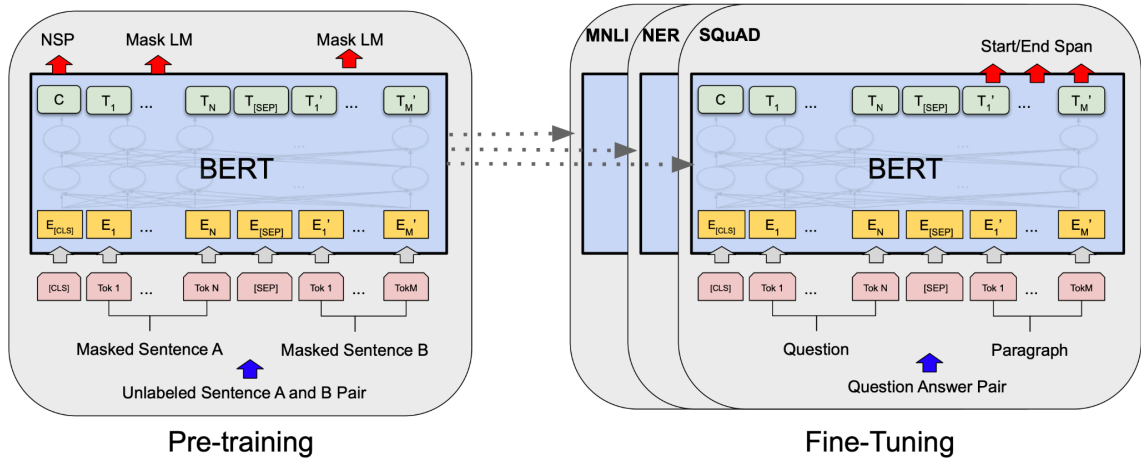 NSP Mask LM Mask LM
C T1 ... TN T[SEP] T1' ... TM'
BERT
E[CLS] E1 ... EN E[SEP] E1' ... EM'
[CLS] Tok 1 ... Tok N [SEP] Tok 1 ... TokM
Masked Sentence A Masked Sentence B
Unlabeled Sentence A and B Pair
Pre-training
MNLI NER SQuAD
Start/End Span
C T1 ... TN T[SEP] T1' ... TM'
BERT
E[CLS] E1 ... EN E[SEP] E1' ... EM'
[CLS] Tok 1 ... Tok N [SEP] Tok 1 ... TokM
Question Paragraph
Question Answer Pair
Fine-Tuning